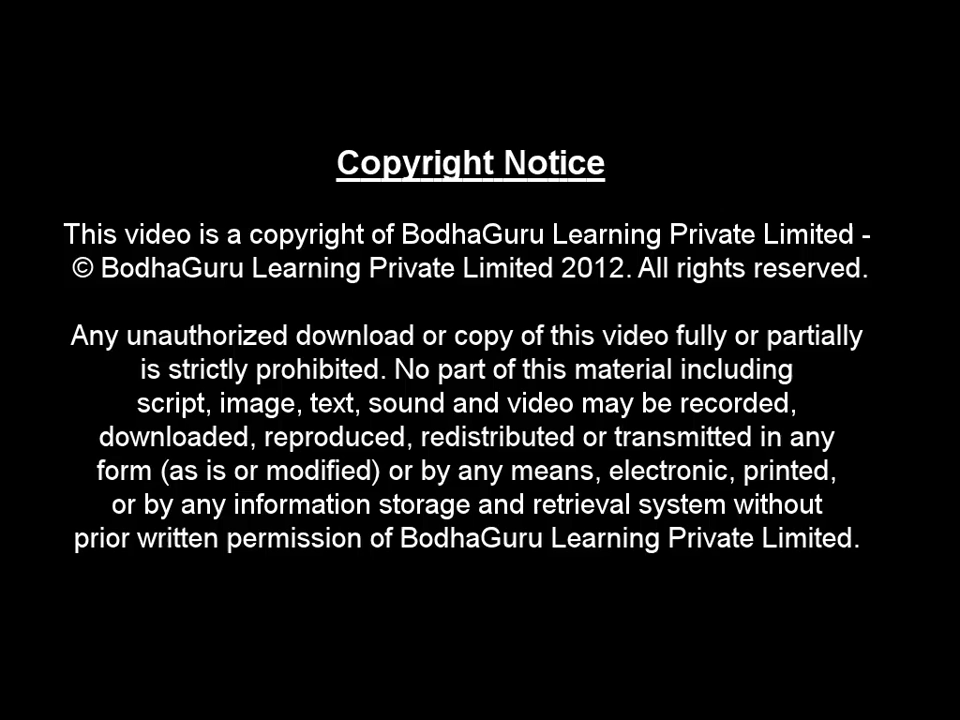 Copyright Notice
This video is a copyright of BodhaGuru Learning Private Limited -
© BodhaGuru Learning Private Limited 2012. All rights reserved.
Any unauthorized download or copy of this video fully or partially
is strictly prohibited. No part of this material including
script, image, text, sound and video may be recorded,
downloaded, reproduced, redistributed or transmitted in any
form (as is or modified) or by any means, electronic, printed,
or by any information storage and retrieval system without
prior written permission of BodhaGuru Learning Private Limited.